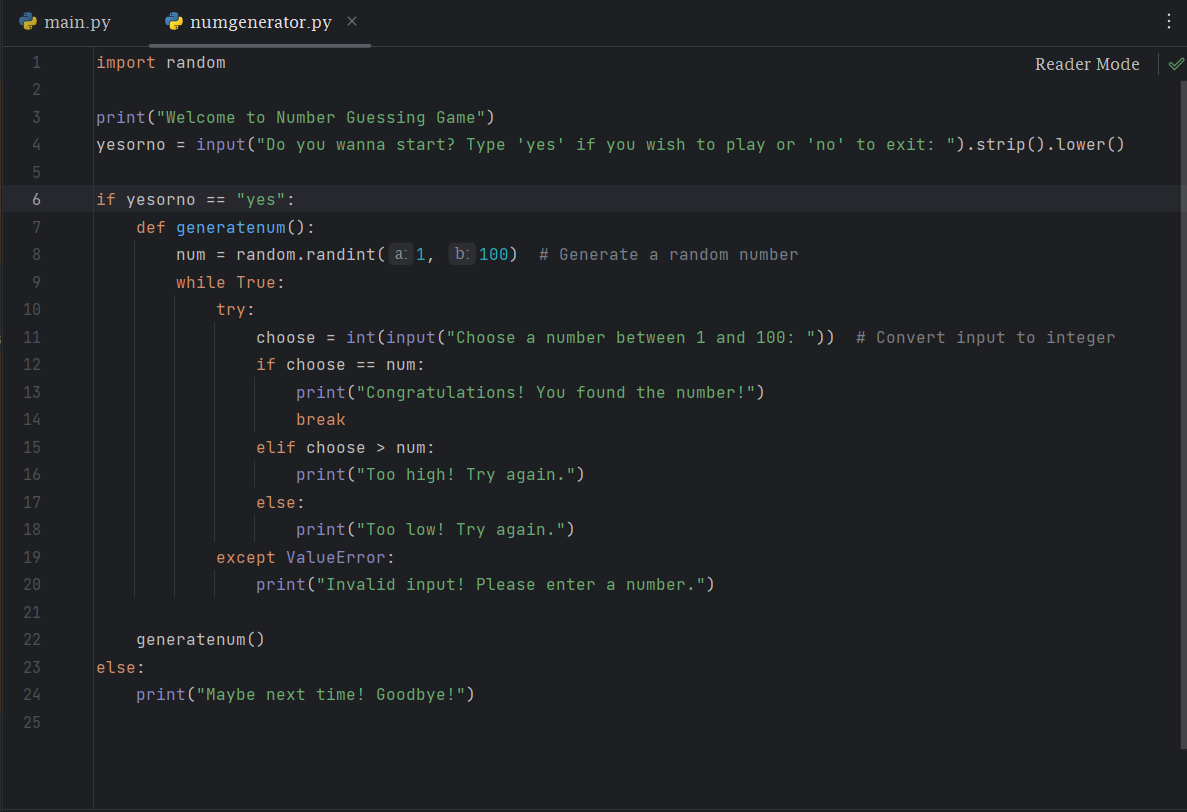 main.py
numgenerator.py
Reader Mode
1 import random
2
3 print("Welcome to Number Guessing Game")
4 yesorno = input("Do you wanna start? Type 'yes' if you wish to play or 'no' to exit: ").strip().lower()
5
6 if yesorno == "yes":
7     def generatenum():
8         num = random.randint(a: 1, b: 100)  # Generate a random number
9         while True:
10             try:
11                 choose = int(input("Choose a number between 1 and 100: "))  # Convert input to integer
12                 if choose == num:
13                     print("Congratulations! You found the number!")
14                     break
15                 elif choose > num:
16                     print("Too high! Try again.")
17                 else:
18                     print("Too low! Try again.")
19             except ValueError:
20                 print("Invalid input! Please enter a number.")
21
22     generatenum()
23 else:
24     print("Maybe next time! Goodbye!")
25